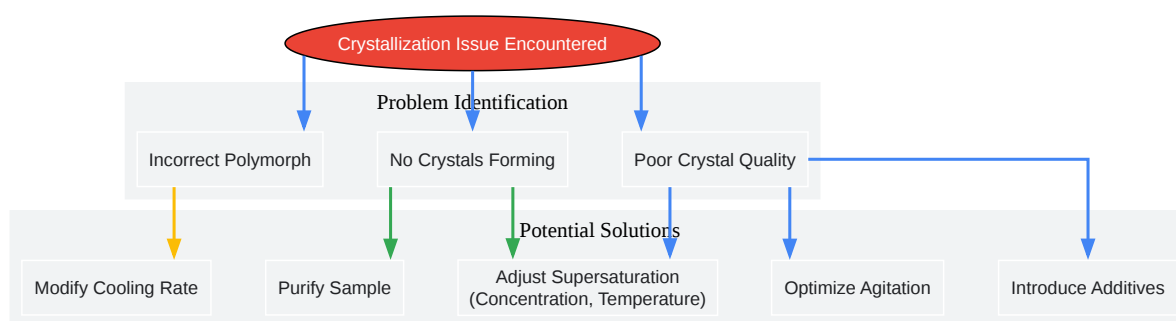 Crystallization Issue Encountered
Problem Identification
Incorrect Polymorph
No Crystals Forming
Poor Crystal Quality
Potential Solutions
Modify Cooling Rate
Purify Sample
Adjust Supersaturation
(Concentration, Temperature)
Optimize Agitation
Introduce Additives